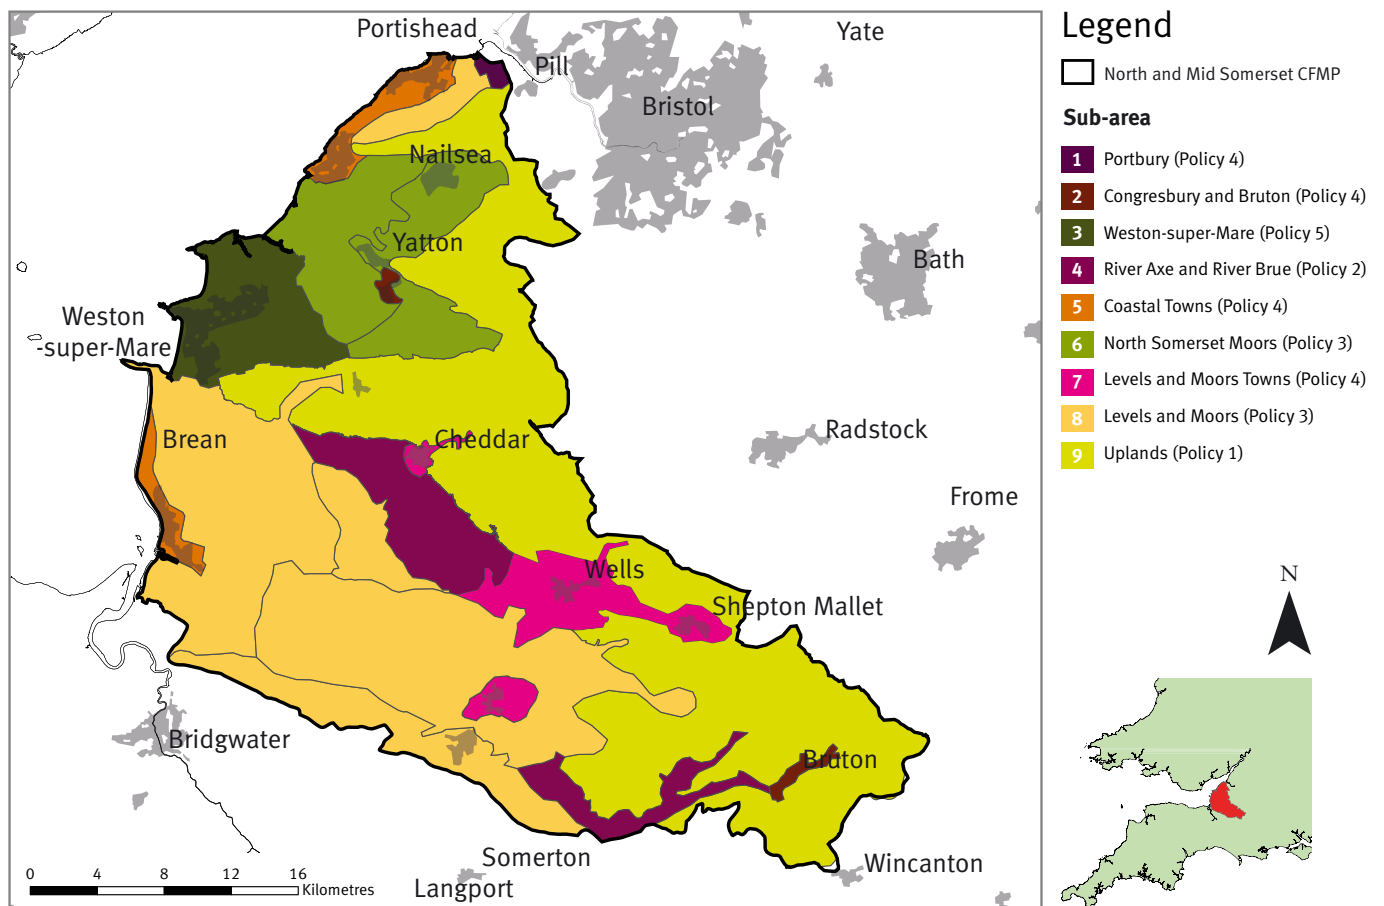 Portishead
Yate
Pill
Bristol
Nailsea
Yatton
Bath
Weston
-super-Mare
Brean
Cheddar
Radstock
Frome
Wells
Shepton Mallet
Bridgwater
Bruton
Somerton
Langport
Wincanton
0 4 8 12 16
Kilometres
Legend
North and Mid Somerset CFMP
Sub-area
1 Portbury (Policy 4)
2 Congresbury and Bruton (Policy 4)
3 Weston-super-Mare (Policy 5)
4 River Axe and River Brue (Policy 2)
5 Coastal Towns (Policy 4)
6 North Somerset Moors (Policy 3)
7 Levels and Moors Towns (Policy 4)
8 Levels and Moors (Policy 3)
9 Uplands (Policy 1)
N